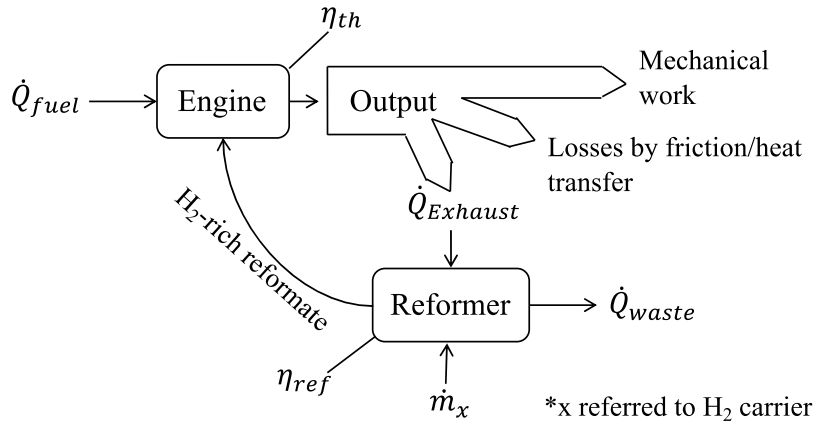 η_th
Q̇_fuel
Engine
Output
Mechanical
work
Losses by friction/heat
transfer
Q̇_Exhaust
H₂-rich reformate
Reformer
Q̇_waste
η_ref
ṁ_x
*x referred to H₂ carrier